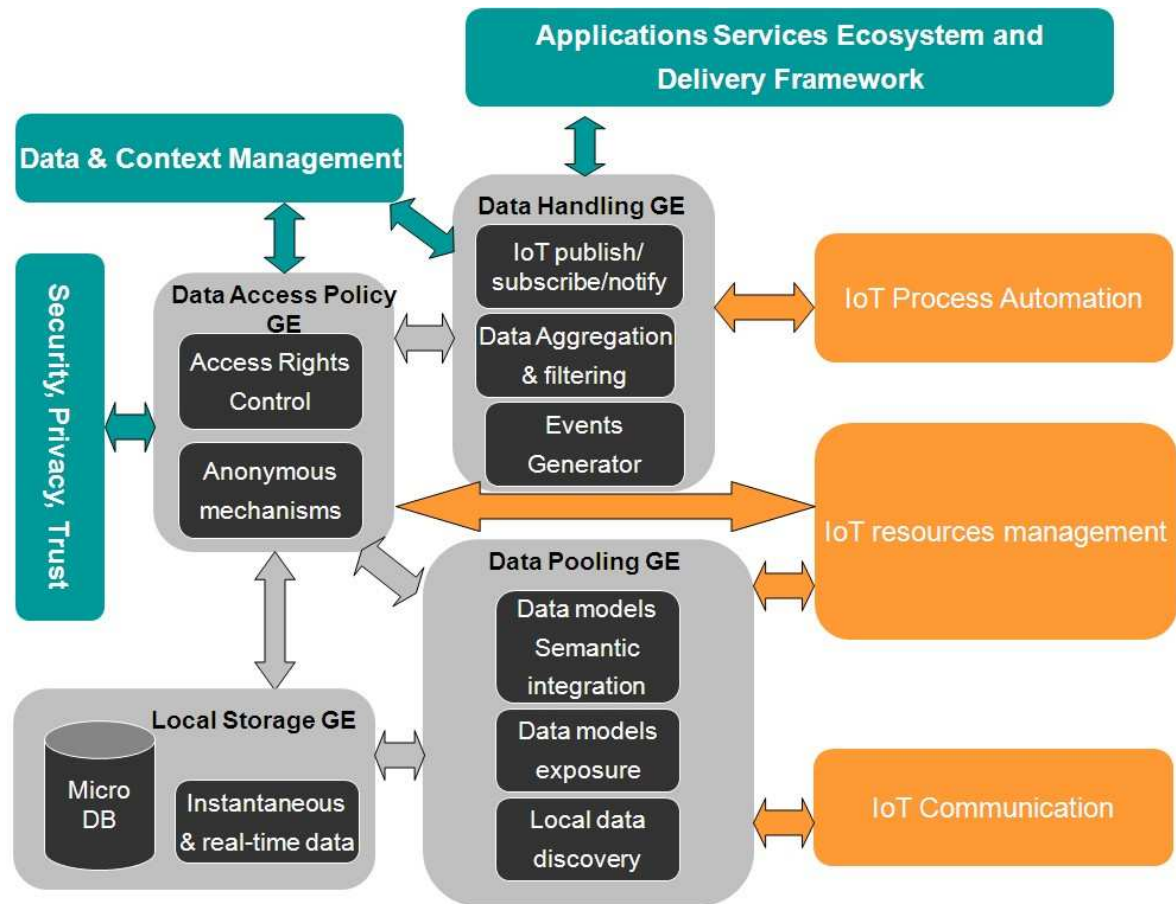 Applications Services Ecosystem and
Delivery Framework
Data & Context Management
Data Handling GE
IoT publish/
subscribe/notify
Data Aggregation
& filtering
Events
Generator
Security, Privacy, Trust
Data Access Policy
GE
Access Rights
Control
Anonymous
mechanisms
IoT Process Automation
IoT resources management
Data Pooling GE
Data models
Semantic
integration
Data models
exposure
Local data
discovery
Local Storage GE
Micro
DB
Instantaneous
& real-time data
IoT Communication